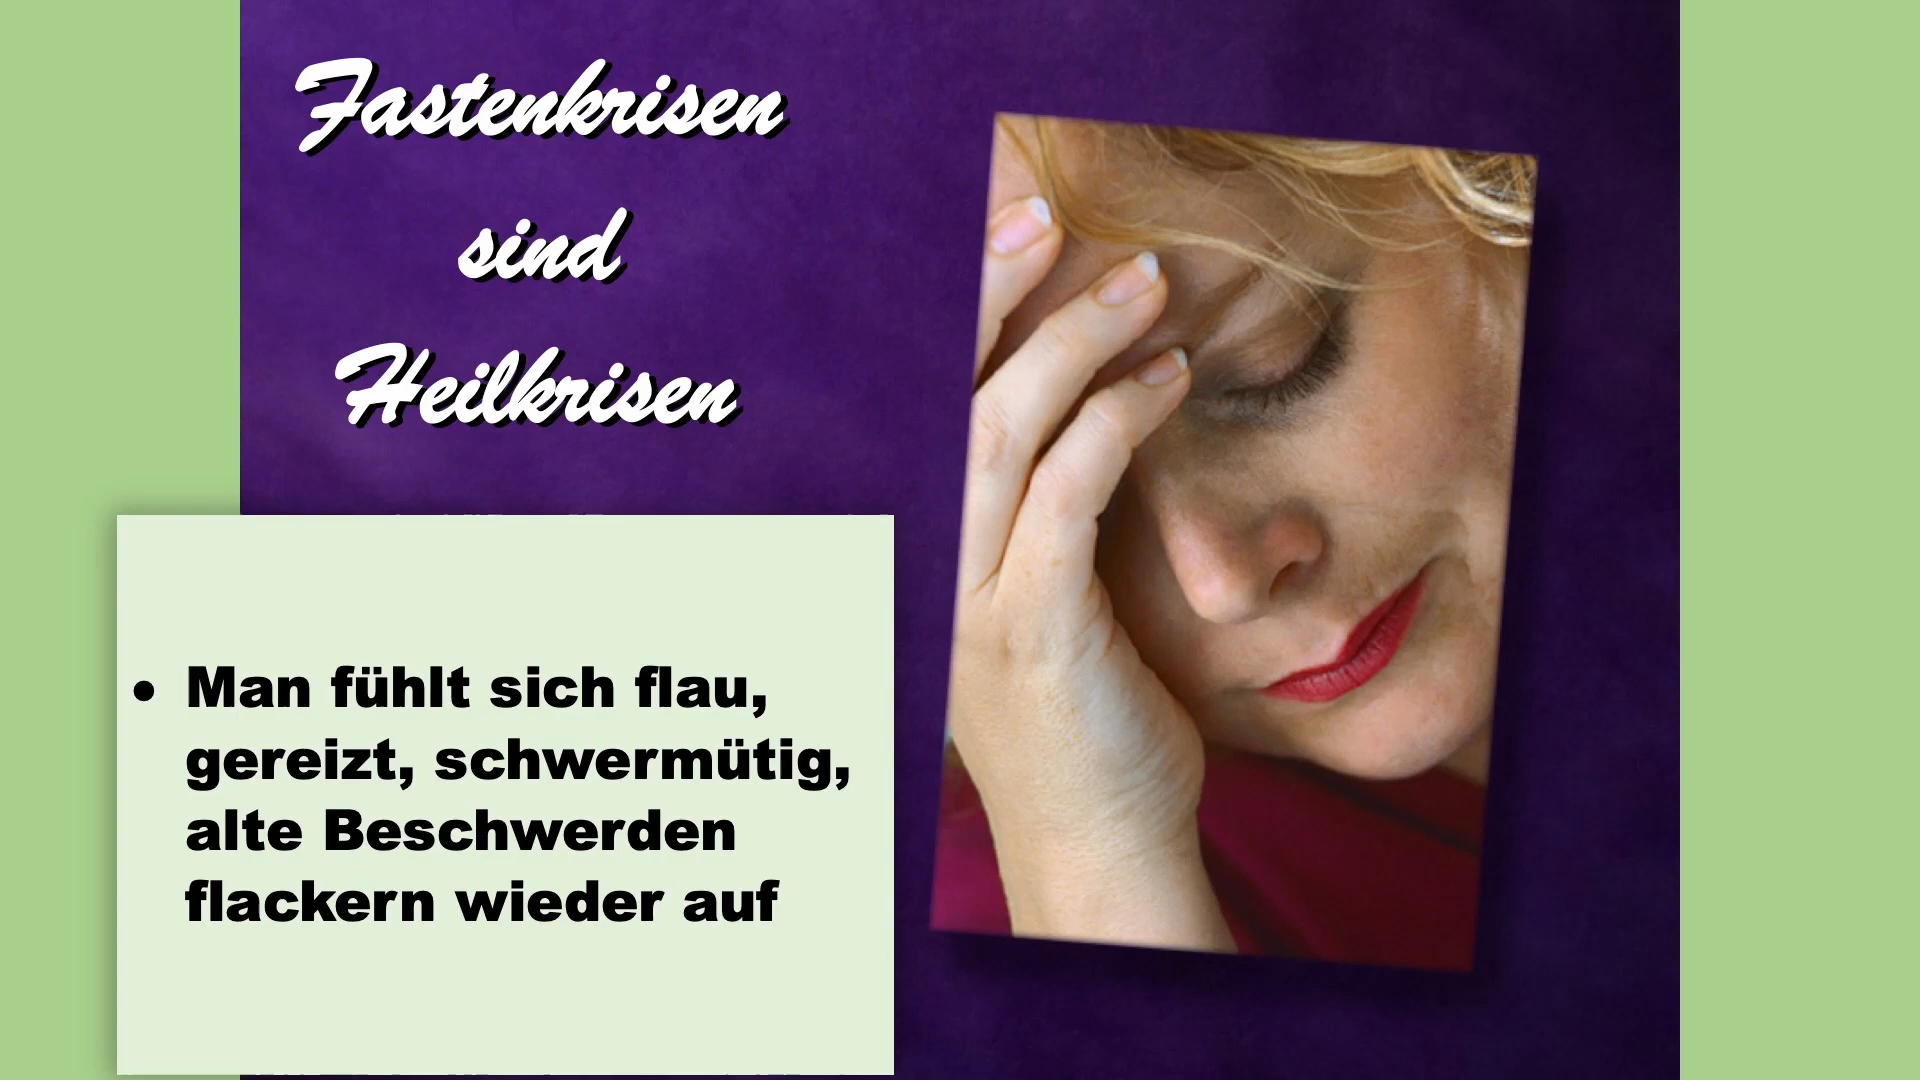 Fastenkrisen
sind
Heilkrisen
• Man fühlt sich flau,
gereizt, schwermütig,
alte Beschwerden
flackern wieder auf